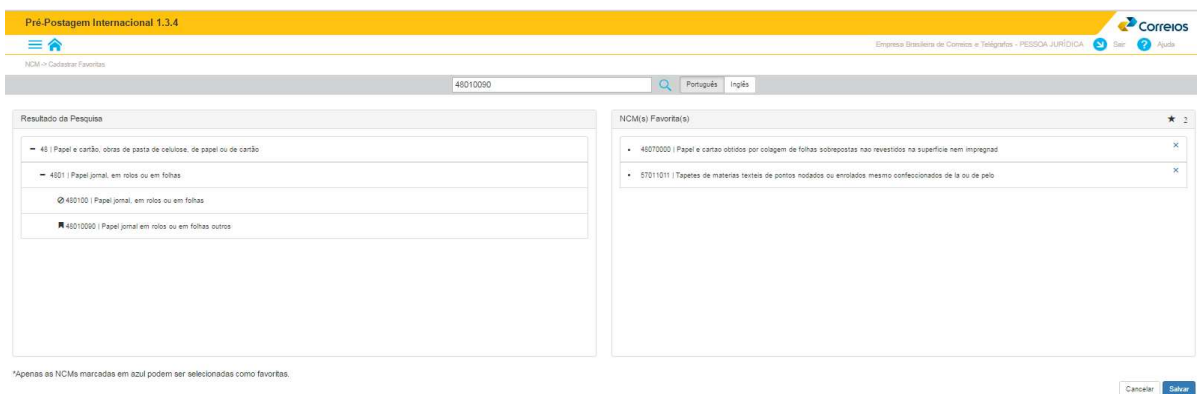 Pré-Postagem Internacional 1.3.4
Correios
Empresa Brasileira de Correios e Telégrafos - PESSOA JURÍDICA
Sair
? Ajuda
NCM -> Cadastrar Favoritas
48010090
Português
Inglês
Resultado da Pesquisa
48 | Papel e cartão, obras de pasta de celulose, de papel ou de cartão
4801 | Papel jornal, em rolos ou em folhas
480100 | Papel jornal, em rolos ou em folhas
48010090 | Papel jornal em rolos ou em folhas outros
NCM(s) Favorita(s)
★ 2
48070000 | Papel e cartao obtidos por colagem de folhas sobrepostas nao revestidos na superficie nem impregnad
×
57011011 | Tapetes de materias texteis de pontos nodados ou enrolados mesmo confeccionados de la ou de pelo
×
*Apenas as NCMs marcadas em azul podem ser selecionadas como favoritas.
Cancelar
Salvar